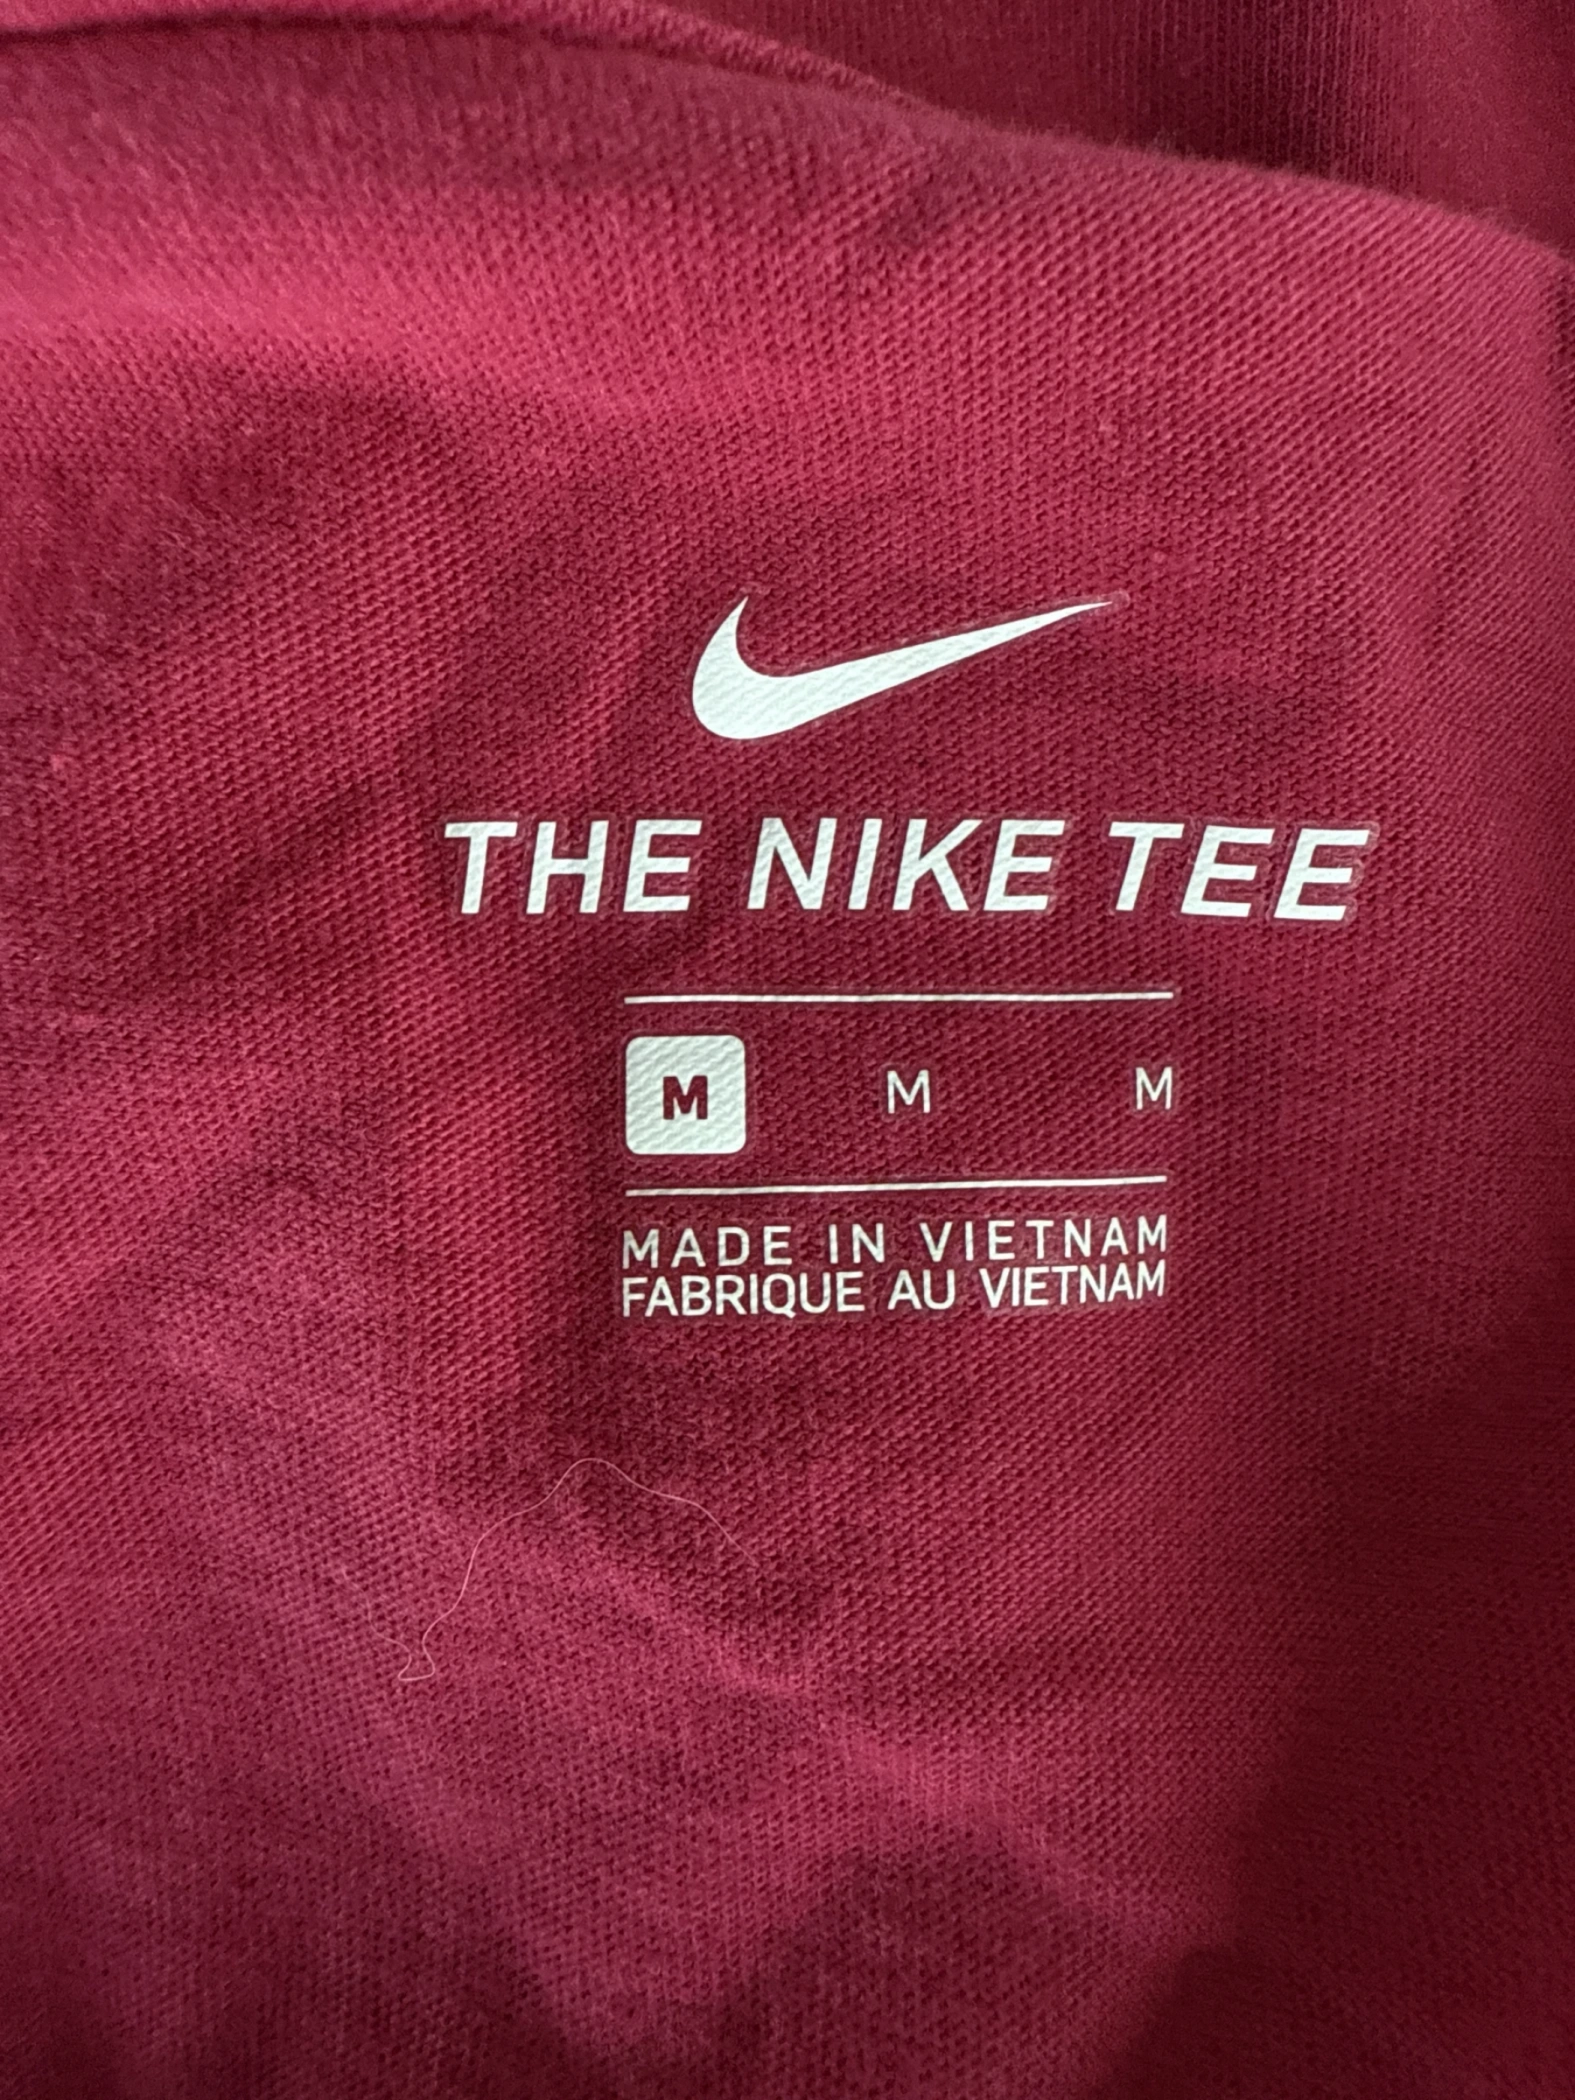 THE NIKE TEE
M M M
MADE IN VIETNAM
FABRIQUE AU VIETNAM